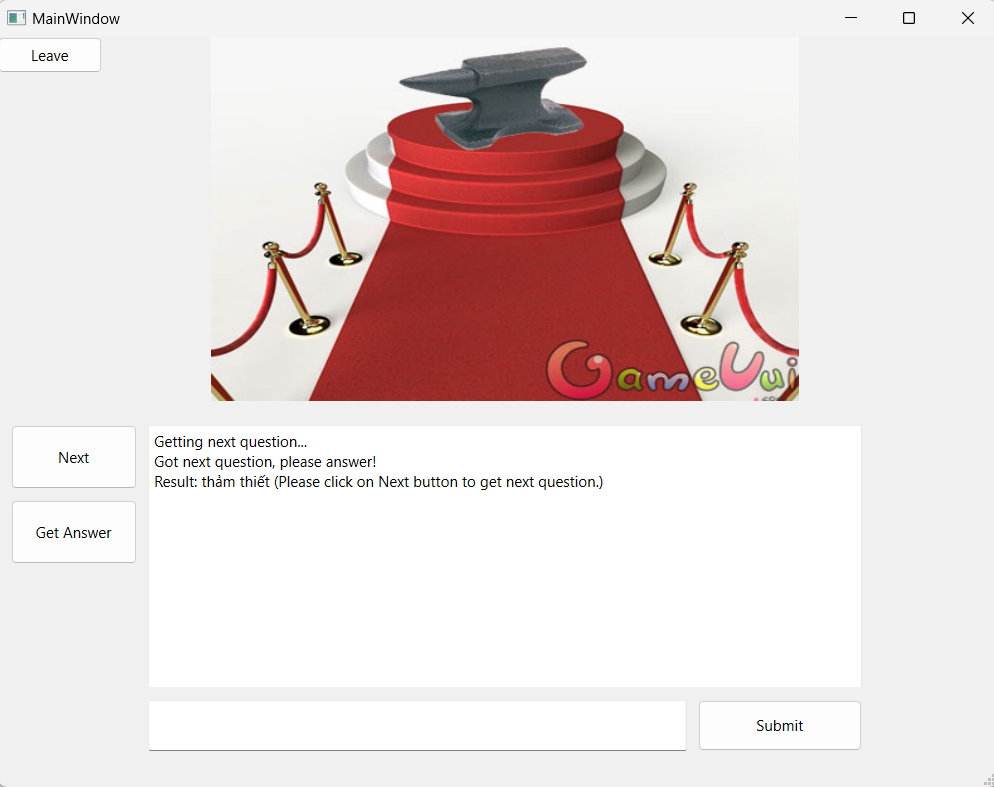 MainWindow
Leave
GameVui
Next
Get Answer
Getting next question...
Got next question, please answer!
Result: thảm thiết (Please click on Next button to get next question.)
Submit